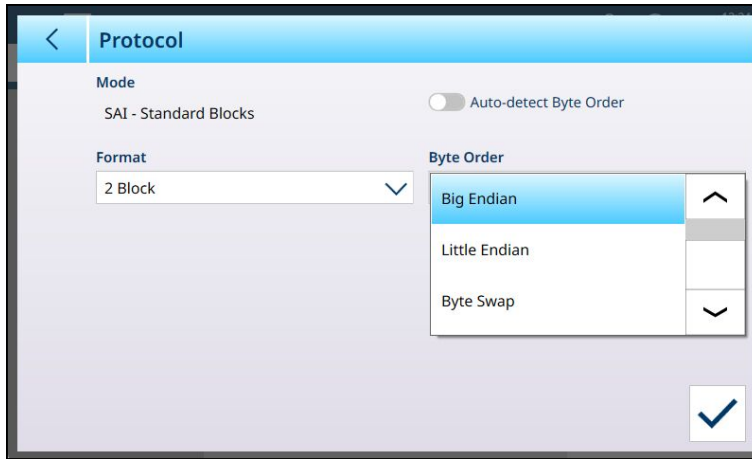 Protocol
Mode
SAI - Standard Blocks
Auto-detect Byte Order
Format
2 Block
Byte Order
Big Endian
Little Endian
Byte Swap